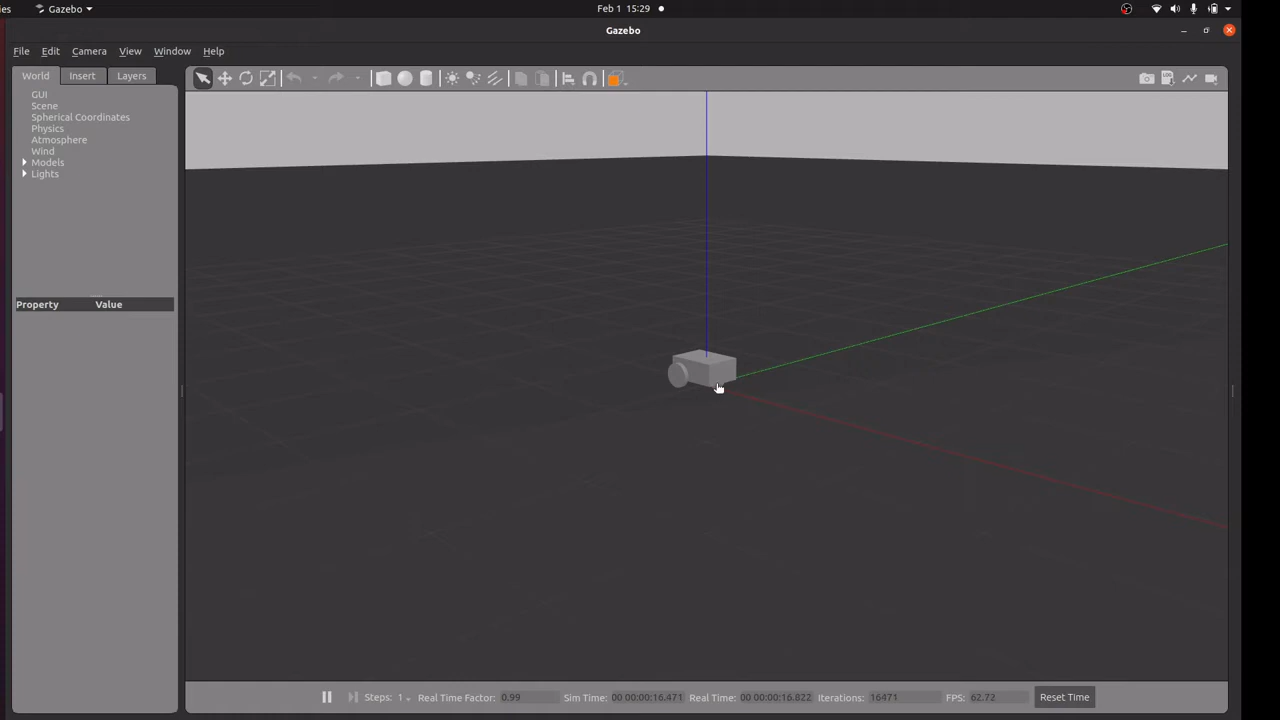 ies
Gazebo
Feb 1 15:29
Gazebo
File Edit Camera View Window Help
World Insert Layers
GUI
Scene
Spherical Coordinates
Physics
Atmosphere
Wind
Models
Lights
Property Value
Steps: 1 Real Time Factor: 0.99 Sim Time: 00 00:00:16.471 Real Time: 00 00:00:16.822 Iterations: 16471 FPS: 62.72 Reset Time